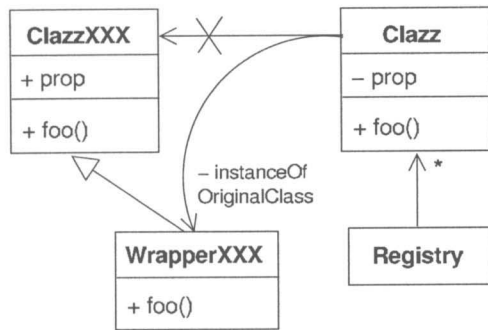 ClazzXXX
+ prop
+ foo()
Clazz
– prop
+ foo()
– instanceOf
OriginalClass
*
WrapperXXX
+ foo()
Registry